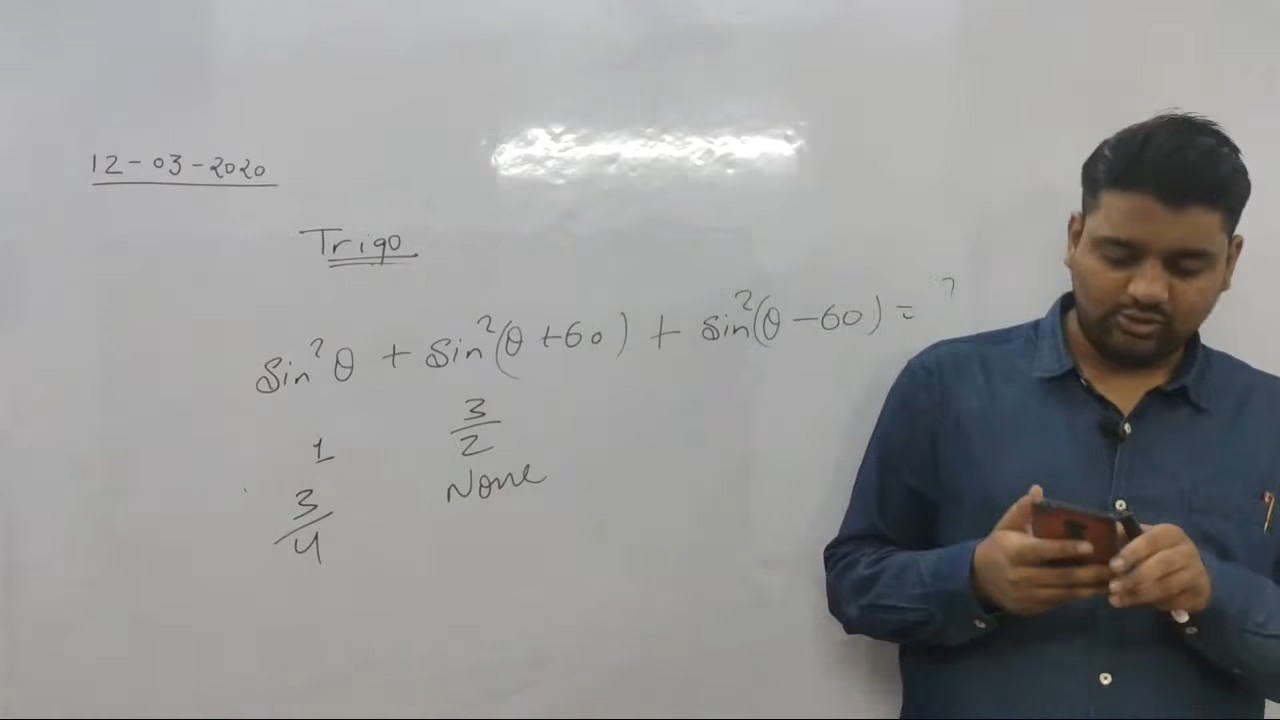 12-03-2020
Trigo
sin²θ + sin²(θ+60) + sin²(θ-60) = ?
1 3/2
3/4 None